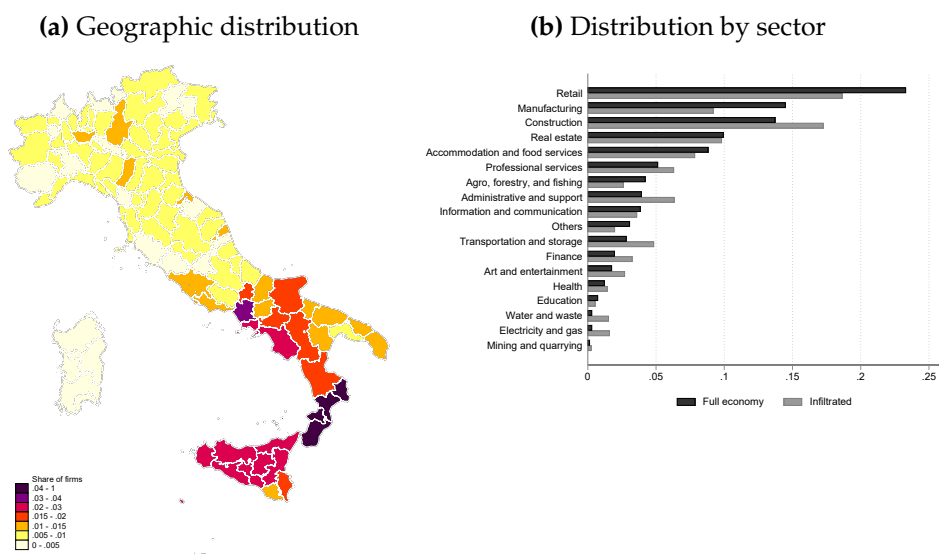 (a) Geographic distribution
(b) Distribution by sector
Share of firms
.04 - 1
.03 - .04
.02 - .03
.015 - .02
.01 - .015
.005 - .01
0 - .005
Retail
Manufacturing
Construction
Real estate
Accommodation and food services
Professional services
Agro, forestry, and fishing
Administrative and support
Information and communication
Others
Transportation and storage
Finance
Art and entertainment
Health
Education
Water and waste
Electricity and gas
Mining and quarrying
0 .05 .1 .15 .2 .25
Full economy Infiltrated